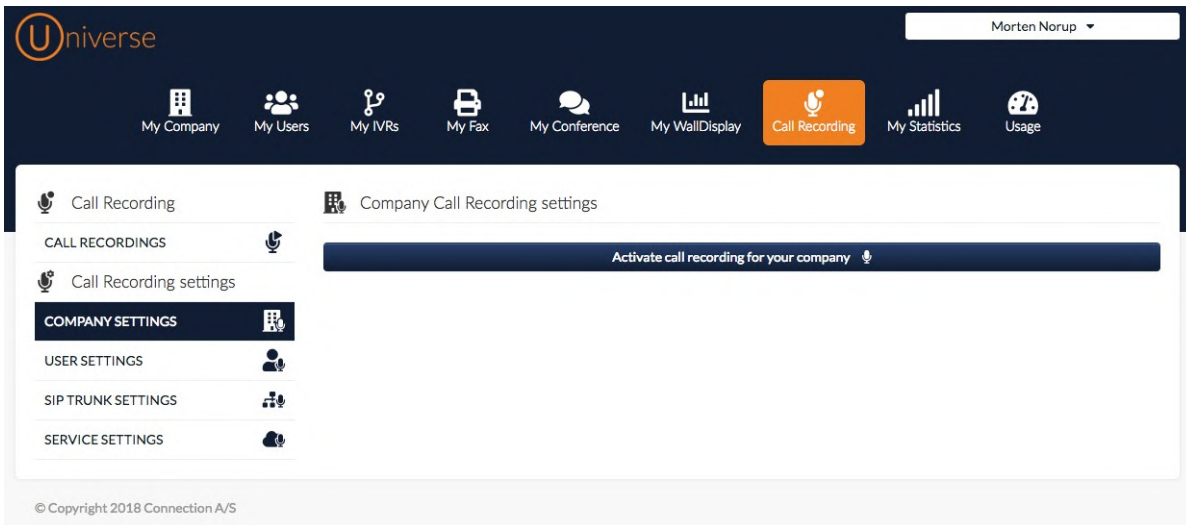 Universe
Morten Norup
My Company My Users My IVRs My Fax My Conference My WallDisplay Call Recording My Statistics Usage
Call Recording
Company Call Recording settings
CALL RECORDINGS
Activate call recording for your company
Call Recording settings
COMPANY SETTINGS
USER SETTINGS
SIP TRUNK SETTINGS
SERVICE SETTINGS
© Copyright 2018 Connection A/S